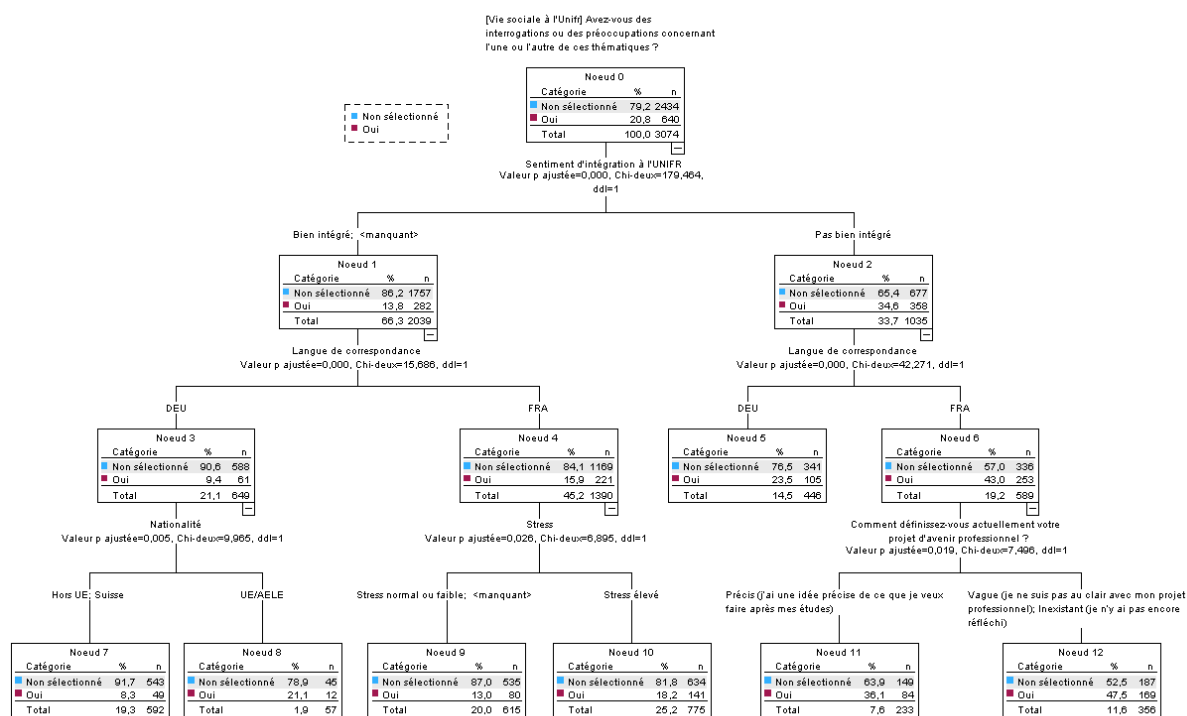 [Vie sociale à l'Unifr] Avez-vous des
interrogations ou des préoccupations concernant
l'une ou l'autre de ces thématiques ?
Non sélectionné
Oui
Noeud 0
Catégorie % n
Non sélectionné 79,2 2434
Oui 20,8 640
Total 100,0 3074
Sentiment d'intégration à l'UNIFR
Valeur p ajustée=0,000, Chi-deux=179,464,
ddl=1
Bien intégré; <manquant>
Pas bien intégré
Noeud 1
Catégorie % n
Non sélectionné 86,2 1757
Oui 13,8 282
Total 66,3 2039
Noeud 2
Catégorie % n
Non sélectionné 65,4 677
Oui 34,6 358
Total 33,7 1035
Langue de correspondance
Valeur p ajustée=0,000, Chi-deux=15,686, ddl=1
Langue de correspondance
Valeur p ajustée=0,000, Chi-deux=42,271, ddl=1
DEU
FRA
DEU
FRA
Noeud 3
Catégorie % n
Non sélectionné 90,6 588
Oui 9,4 61
Total 21,1 649
Noeud 4
Catégorie % n
Non sélectionné 84,1 1169
Oui 15,9 221
Total 45,2 1390
Noeud 5
Catégorie % n
Non sélectionné 76,5 341
Oui 23,5 105
Total 14,5 446
Noeud 6
Catégorie % n
Non sélectionné 57,0 336
Oui 43,0 253
Total 19,2 589
Nationalité
Valeur p ajustée=0,005, Chi-deux=9,965, ddl=1
Stress
Valeur p ajustée=0,026, Chi-deux=6,895, ddl=1
Comment définissez-vous actuellement votre
projet d'avenir professionnel ?
Valeur p ajustée=0,019, Chi-deux=7,496, ddl=1
Hors UE; Suisse
UE/AELE
Stress normal ou faible; <manquant>
Stress élevé
Précis (j'ai une idée précise de ce que je veux
faire après mes études)
Vague (je ne suis pas au clair avec mon projet
professionnel); Inexistant (je n'y ai pas encore
réfléchi)
Noeud 7
Catégorie % n
Non sélectionné 91,7 543
Oui 8,3 49
Total 19,3 592
Noeud 8
Catégorie % n
Non sélectionné 78,9 45
Oui 21,1 12
Total 1,9 57
Noeud 9
Catégorie % n
Non sélectionné 87,0 535
Oui 13,0 80
Total 20,0 615
Noeud 10
Catégorie % n
Non sélectionné 81,8 634
Oui 18,2 141
Total 25,2 775
Noeud 11
Catégorie % n
Non sélectionné 63,9 149
Oui 36,1 84
Total 7,6 233
Noeud 12
Catégorie % n
Non sélectionné 52,5 187
Oui 47,5 169
Total 11,6 356